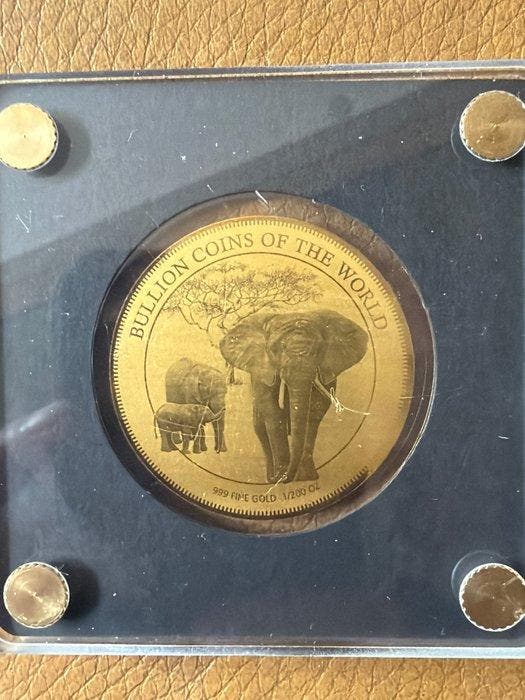 BULLION COINS OF THE WORLD
999 FINE GOLD 1/200 OZ